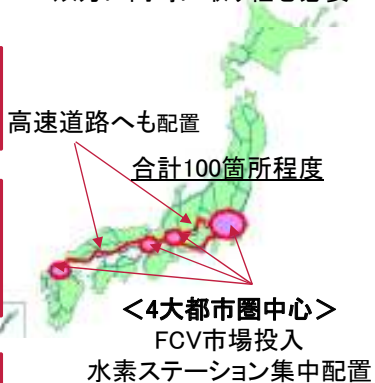 高速道路へも配置
合計100箇所程度
＜4大都市圏中心＞
FCV市場投入
水素ステーション集中配置